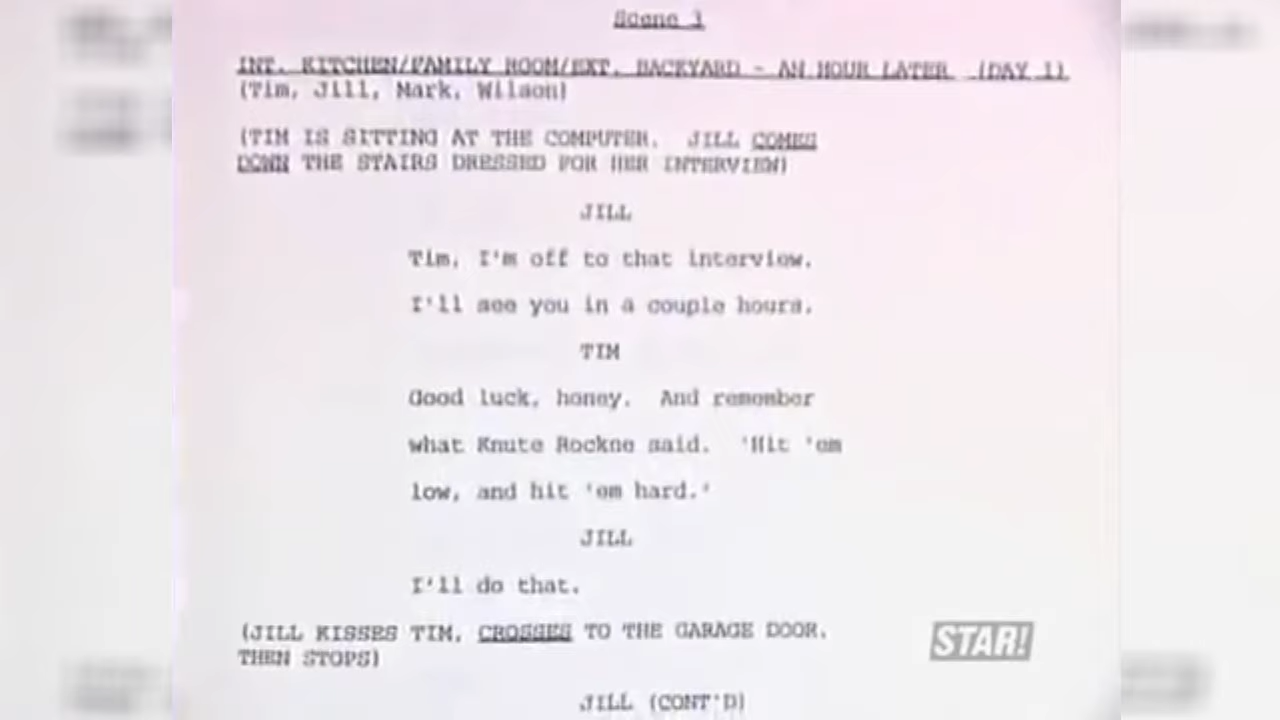 Scene 1
INT. KITCHEN/FAMILY ROOM/EXT. BACKYARD - AN HOUR LATER (DAY 1)
(Tim, Jill, Mark, Wilson)
(TIM IS SITTING AT THE COMPUTER. JILL COMES
DOWN THE STAIRS DRESSED FOR HER INTERVIEW)
JILL
Tim, I'm off to that interview.
I'll see you in a couple hours.
TIM
Good luck, honey. And remember
what Knute Rockne said. 'Hit 'em
low, and hit 'em hard.'
JILL
I'll do that.
(JILL KISSES TIM, CROSSES TO THE GARAGE DOOR,
THEN STOPS)
STAR!
JILL (CONT'D)